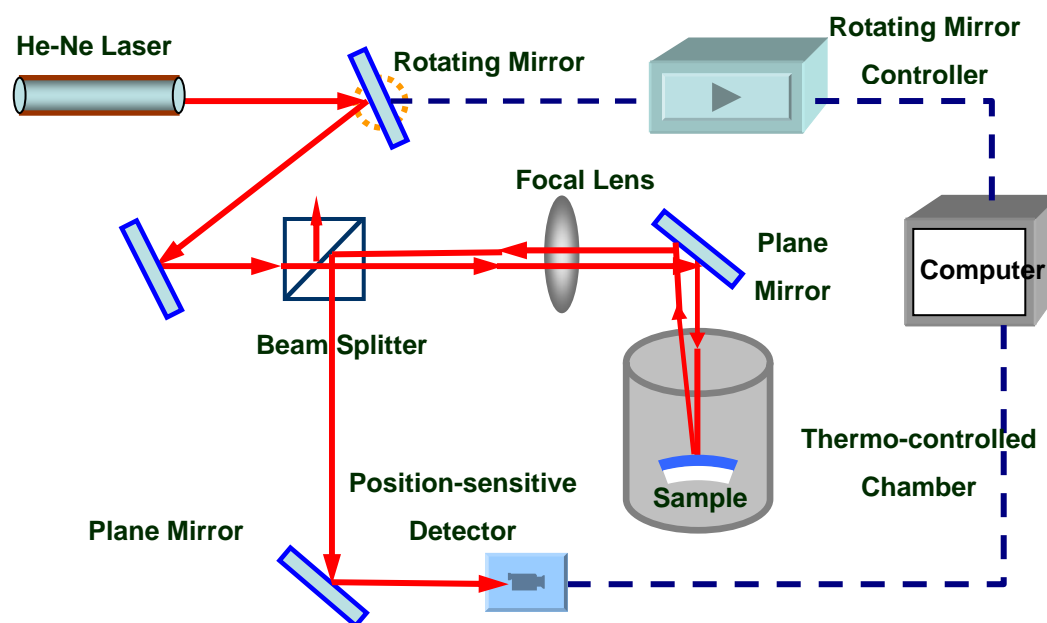 He-Ne Laser
Rotating Mirror
Rotating Mirror
Controller
Focal Lens
Plane
Mirror
Computer
Beam Splitter
Thermo-controlled
Chamber
Sample
Position-sensitive
Detector
Plane Mirror